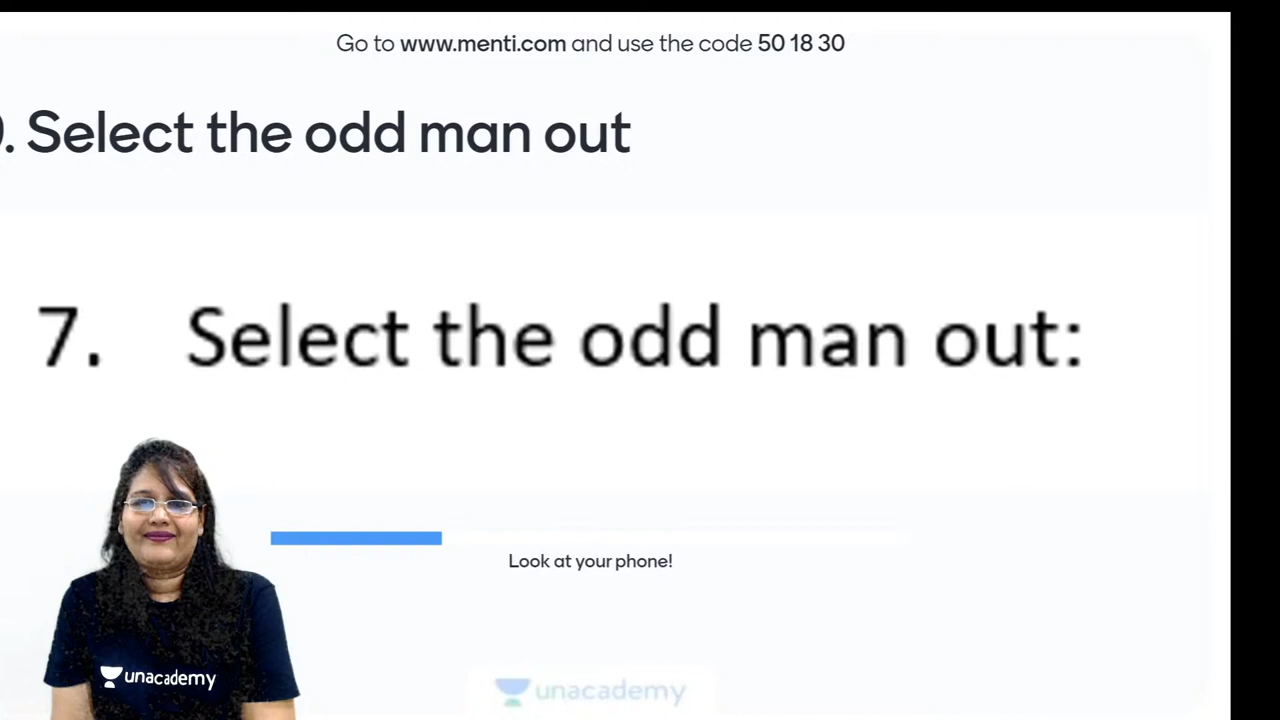 Go to www.menti.com and use the code 50 18 30
. Select the odd man out
7. Select the odd man out:
Look at your phone!
unacademy
unacademy